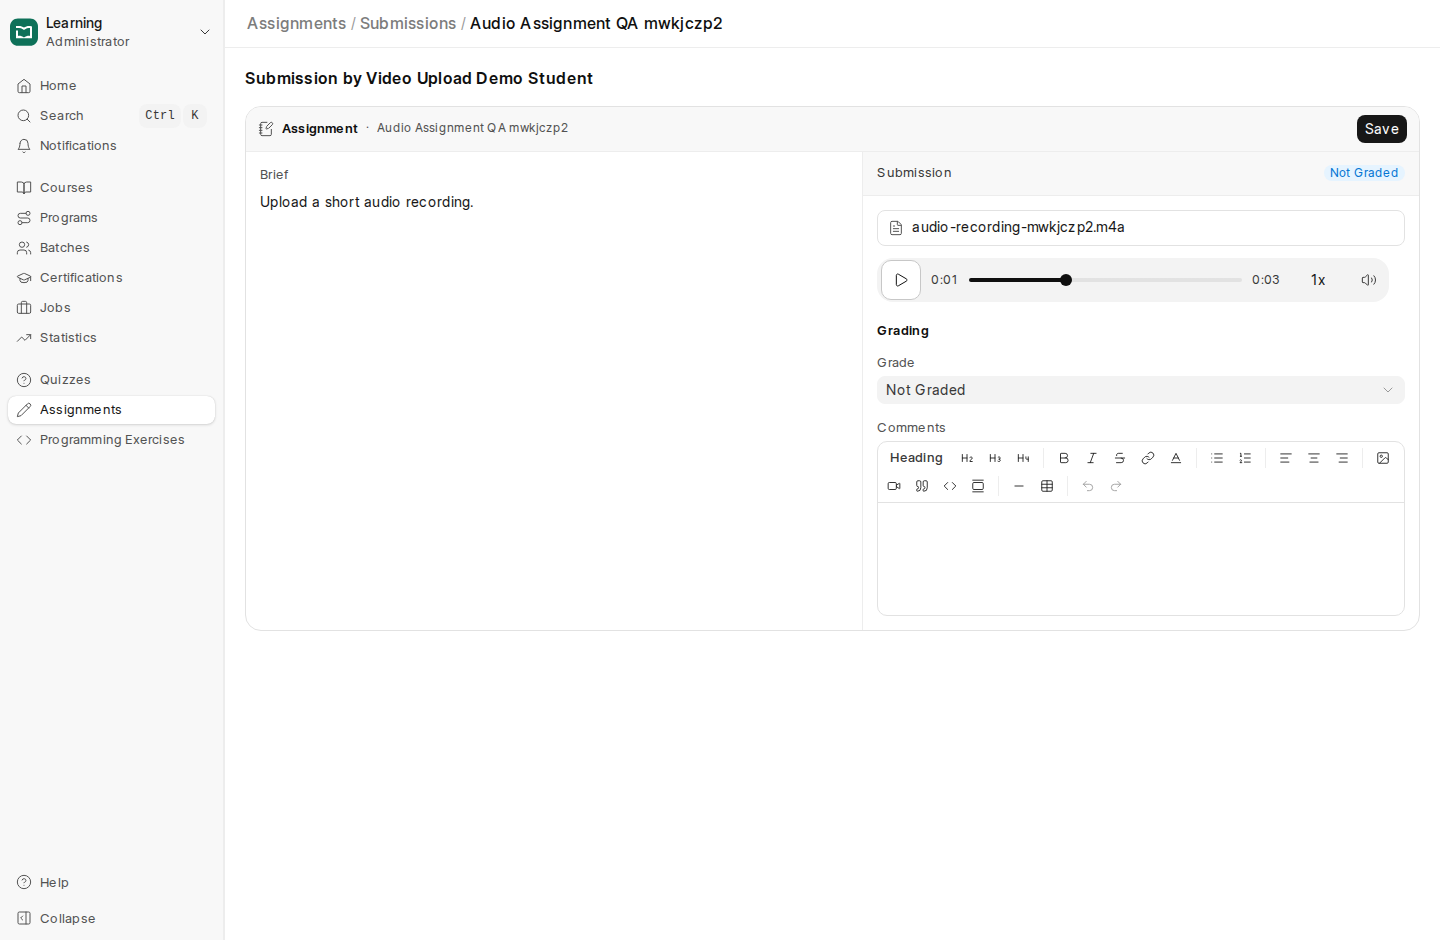 Learning
Administrator
Home
Search Ctrl K
Notifications
Courses
Programs
Batches
Certifications
Jobs
Statistics
Quizzes
Assignments
Programming Exercises
Help
Collapse
Assignments / Submissions / Audio Assignment QA mwkjczp2
Submission by Video Upload Demo Student
Assignment · Audio Assignment QA mwkjczp2
Save
Brief
Upload a short audio recording.
Submission
Not Graded
audio-recording-mwkjczp2.m4a
0:01 0:03 1x
Grading
Grade
Not Graded
Comments
Heading H2 H3 H4